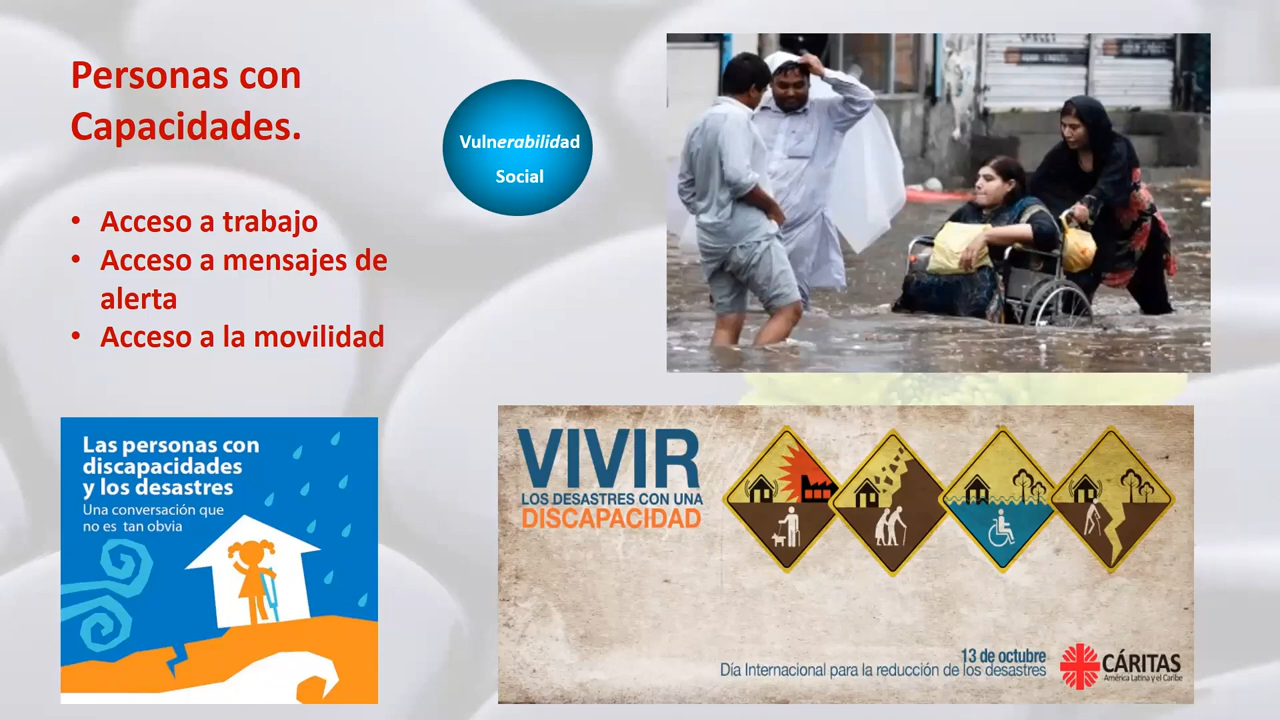 Personas con
Capacidades.
Vulnerabilidad
Social
• Acceso a trabajo
• Acceso a mensajes de
alerta
• Acceso a la movilidad
Las personas con
discapacidades
y los desastres
Una conversación que
no es tan obvia
VIVIR
LOS DESASTRES CON UNA
DISCAPACIDAD
13 de octubre
Día Internacional para la reducción de los desastres
CÁRITAS
América Latina y el Caribe